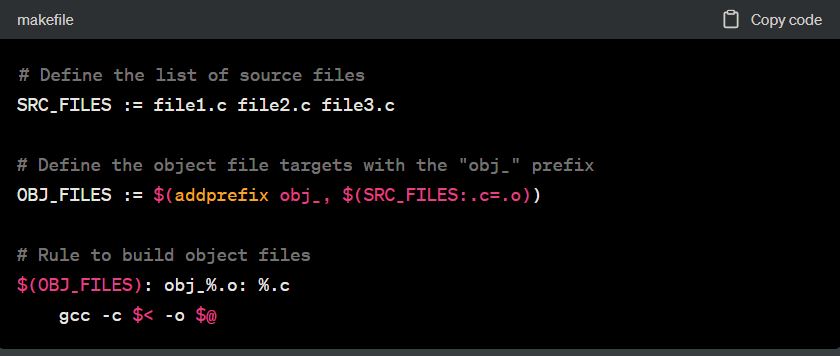 makefile
Copy code
# Define the list of source files
SRC_FILES := file1.c file2.c file3.c
# Define the object file targets with the "obj_" prefix
OBJ_FILES := $(addprefix obj_, $(SRC_FILES:.c=.o))
# Rule to build object files
$(OBJ_FILES): obj_%.o: %.c
    gcc -c $< -o $@